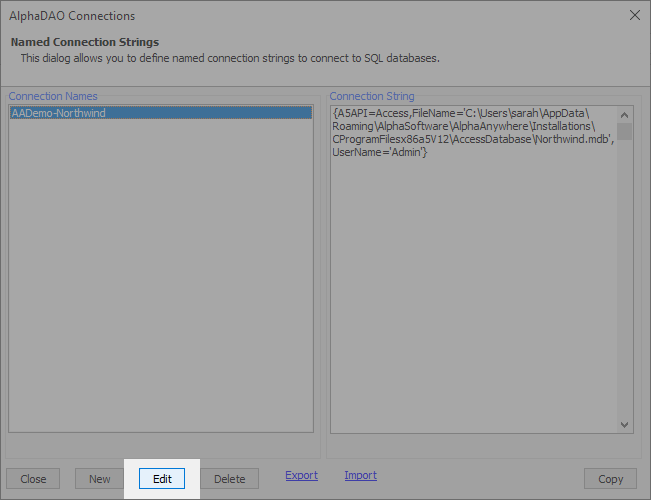 AlphaDAO Connections
Named Connection Strings
This dialog allows you to define named connection strings to connect to SQL databases.
Connection Names
AADemo-Northwind
Connection String
{A5API=Access,FileName='C:\Users\sarah\AppData\
Roaming\AlphaSoftware\AlphaAnywhere\Installations\
CProgramFilesx86a5V12\AccessDatabase\Northwind.mdb',
UserName='Admin'}
Close
New
Edit
Delete
Export
Import
Copy